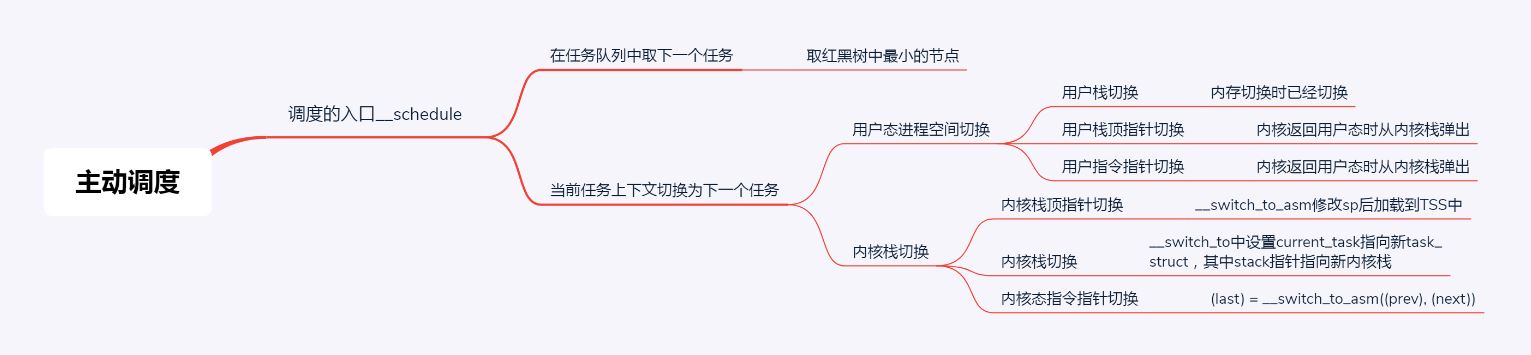 主动调度
调度的入口__schedule
在任务队列中取下一个任务
取红黑树中最小的节点
当前任务上下文切换为下一个任务
用户态进程空间切换
用户栈切换
内存切换时已经切换
用户栈顶指针切换
内核返回用户态时从内核栈弹出
用户指令指针切换
内核返回用户态时从内核栈弹出
内核栈切换
内核栈顶指针切换
__switch_to_asm修改sp后加载到TSS中
内核栈切换
__switch_to中设置current_task指向新task_
struct，其中stack指针指向新内核栈
内核态指令指针切换
(last) = __switch_to_asm((prev), (next))